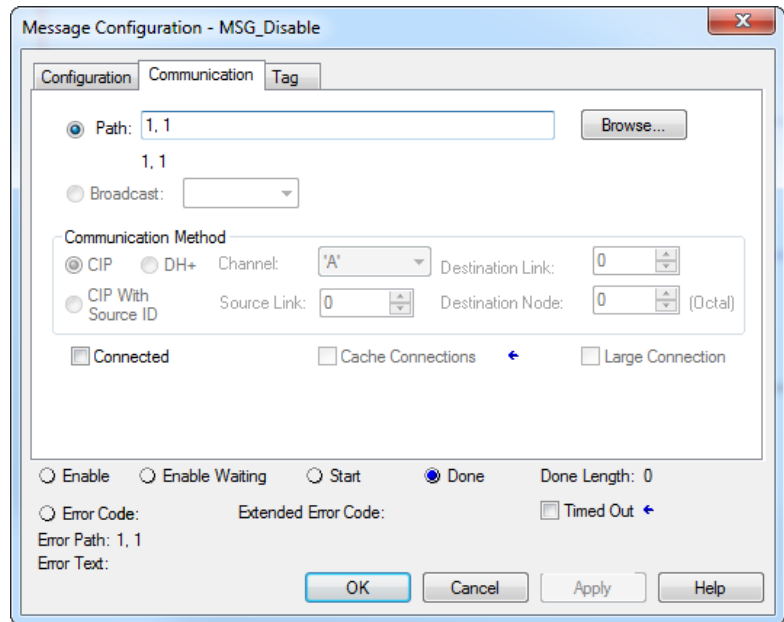 Message Configuration - MSG_Disable
Configuration Communication Tag
Path: 1, 1 Browse...
1, 1
Broadcast:
Communication Method
CIP DH+ Channel: 'A' Destination Link: 0
CIP With
Source ID Source Link: 0 Destination Node: 0 (Octal)
Connected Cache Connections Large Connection
Enable Enable Waiting Start Done Done Length: 0
Error Code: Extended Error Code: Timed Out
Error Path: 1, 1
Error Text:
OK Cancel Apply Help